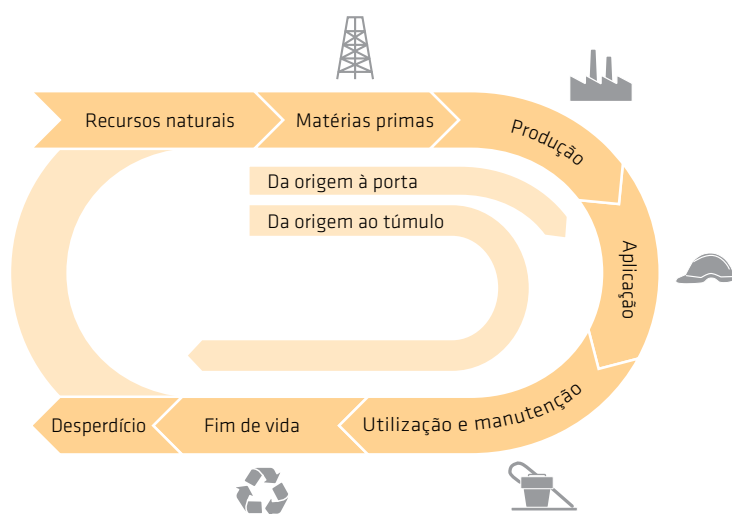 Recursos naturais
Matérias primas
Produção
Da origem à porta
Da origem ao túmulo
Aplicação
Utilização e manutenção
Fim de vida
Desperdício